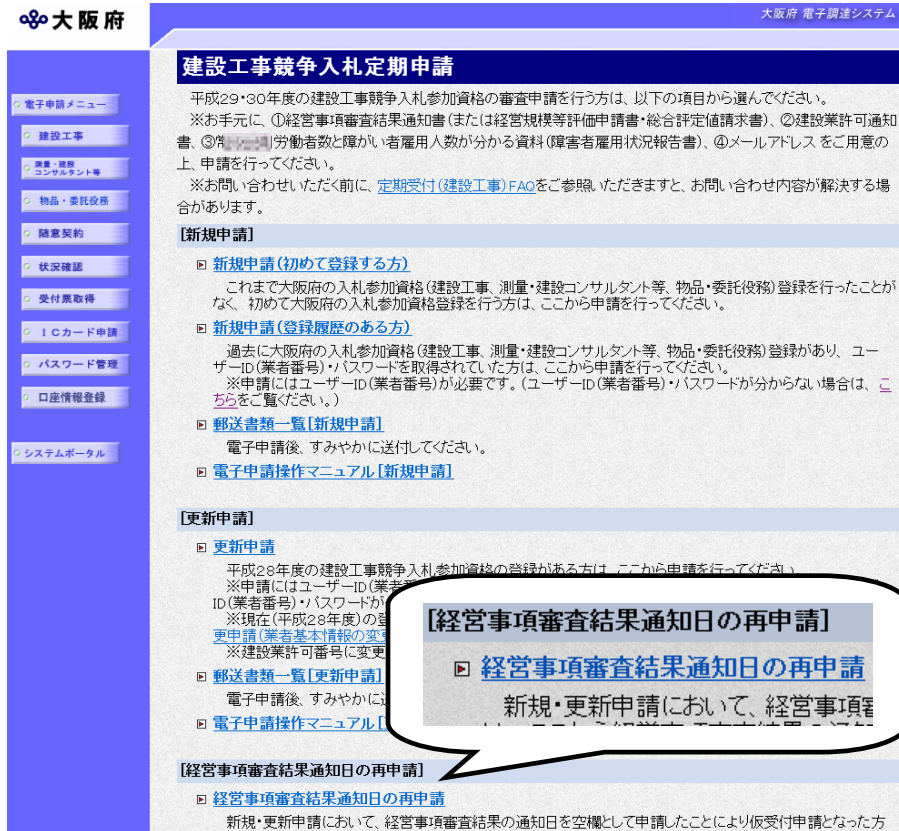 大阪府
大阪府 電子調達システム
電子申請メニュー
建設工事
測量・建設
コンサルタント等
物品・委託役務
随意契約
状況確認
受付票取得
ICカード申請
パスワード管理
口座情報登録
システムポータル
建設工事競争入札定期申請
平成29・30年度の建設工事競争入札参加資格の審査申請を行う方は、以下の項目から選んでください。
※お手元に、①経営事項審査結果通知書(または経営規模等評価申請書・総合評定値請求書)、②建設業許可通知
書、③ 労働者数と障がい者雇用人数が分かる資料(障害者雇用状況報告書)、④メールアドレス をご用意の
上、申請を行ってください。
※お問い合わせいただく前に、定期受付(建設工事)FAQをご参照いただきますと、お問い合わせ内容が解決する場
合があります。
[新規申請]
新規申請(初めて登録する方)
これまで大阪府の入札参加資格(建設工事、測量・建設コンサルタント等、物品・委託役務)登録を行ったことが
なく、初めて大阪府の入札参加資格登録を行う方は、ここから申請を行ってください。
新規申請(登録履歴のある方)
過去に大阪府の入札参加資格(建設工事、測量・建設コンサルタント等、物品・委託役務)登録があり、ユー
ザーID(業者番号)・パスワードを取得されていた方は、ここから申請を行ってください。
※申請にはユーザーID(業者番号)が必要です。(ユーザーID(業者番号)・パスワードが分からない場合は、こ
ちらをご覧ください。)
郵送書類一覧[新規申請]
電子申請後、すみやかに送付してください。
電子申請操作マニュアル[新規申請]
[更新申請]
更新申請
平成28年度の建設工事競争入札参加資格の登録がある方は、ここから申請を行ってください。
※申請にはユーザーID(業者
ID(業者番号)・パスワードが
※現在(平成28年度)の登
更申請(業者基本情報の変更
※建設業許可番号に変更
郵送書類一覧[更新申請]
電子申請後、すみやかに送
電子申請操作マニュアル[
[経営事項審査結果通知日の再申請]
経営事項審査結果通知日の再申請
新規・更新申請において、経営事項審
[経営事項審査結果通知日の再申請]
経営事項審査結果通知日の再申請
新規・更新申請において、経営事項審査結果の通知日を空欄として申請したことにより仮受付申請となった方